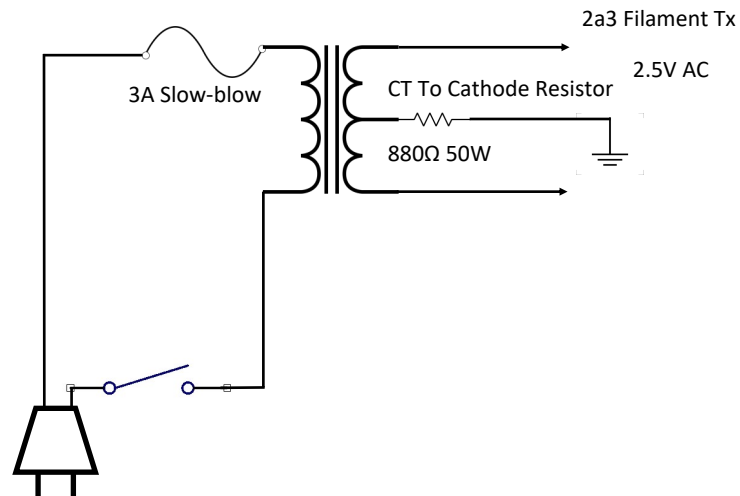 2a3 Filament Tx
2.5V AC
3A Slow-blow
CT To Cathode Resistor
880Ω 50W